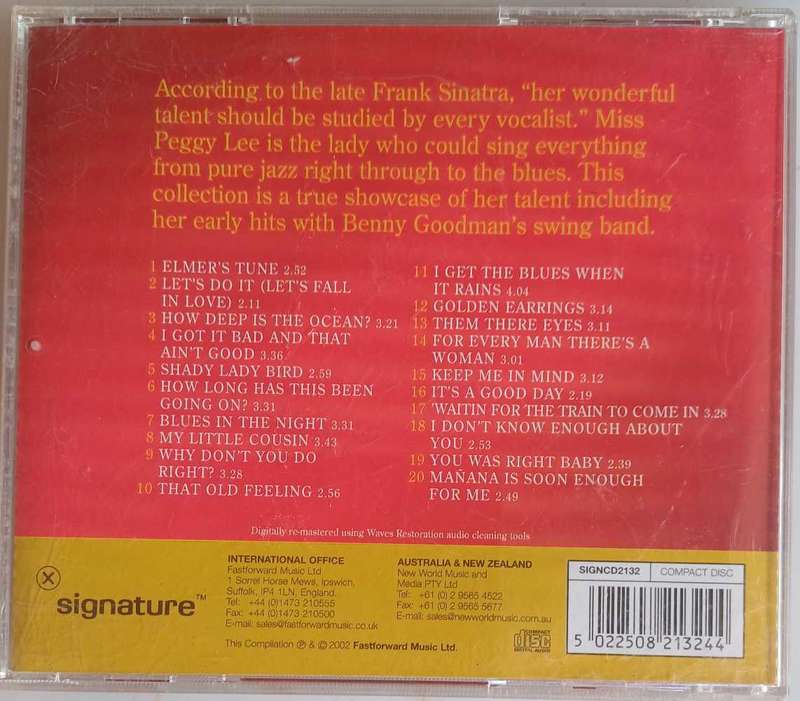 According to the late Frank Sinatra, “her wonderful
talent should be studied by every vocalist.” Miss
Peggy Lee is the lady who could sing everything
from pure jazz right through to the blues. This
collection is a true showcase of her talent including
her early hits with Benny Goodman’s swing band.
1 ELMER'S TUNE 2.52
2 LET'S DO IT (LET'S FALL
IN LOVE) 2.11
3 HOW DEEP IS THE OCEAN? 3.21
4 I GOT IT BAD AND THAT
AIN'T GOOD 3.36
5 SHADY LADY BIRD 2.59
6 HOW LONG HAS THIS BEEN
GOING ON? 3.31
7 BLUES IN THE NIGHT 3.31
8 MY LITTLE COUSIN 3.43
9 WHY DON'T YOU DO
RIGHT? 3.28
10 THAT OLD FEELING 2.56
11 I GET THE BLUES WHEN
IT RAINS 4.04
12 GOLDEN EARRINGS 3.14
13 THEM THERE EYES 3.11
14 FOR EVERY MAN THERE'S A
WOMAN 3.01
15 KEEP ME IN MIND 3.12
16 IT'S A GOOD DAY 2.19
17 'WAITIN FOR THE TRAIN TO COME IN 3.28
18 I DON'T KNOW ENOUGH ABOUT
YOU 2.53
19 YOU WAS RIGHT BABY 2.39
20 MAÑANA IS SOON ENOUGH
FOR ME 2.49
Digitally re-mastered using Waves Restoration audio cleaning tools
signature™
INTERNATIONAL OFFICE
Fastforward Music Ltd
1 Sorrel Horse Mews, Ipswich,
Suffolk, IP4 1LN, England.
Tel: +44 (0)1473 210555
Fax: +44 (0)1473 210500
E-mail: sales@fastforwardmusic.co.uk
AUSTRALIA & NEW ZEALAND
New World Music and
Media PTY Ltd
Tel: +61 (0) 2 9565 4522
Fax: +61 (0) 2 9565 5677
E-mail: sales@newworldmusic.com.au
This Compilation ℗ & © 2002 Fastforward Music Ltd.
COMPACT
disc
DIGITAL AUDIO
SIGNCD2132 COMPACT DISC
5 022508 213244